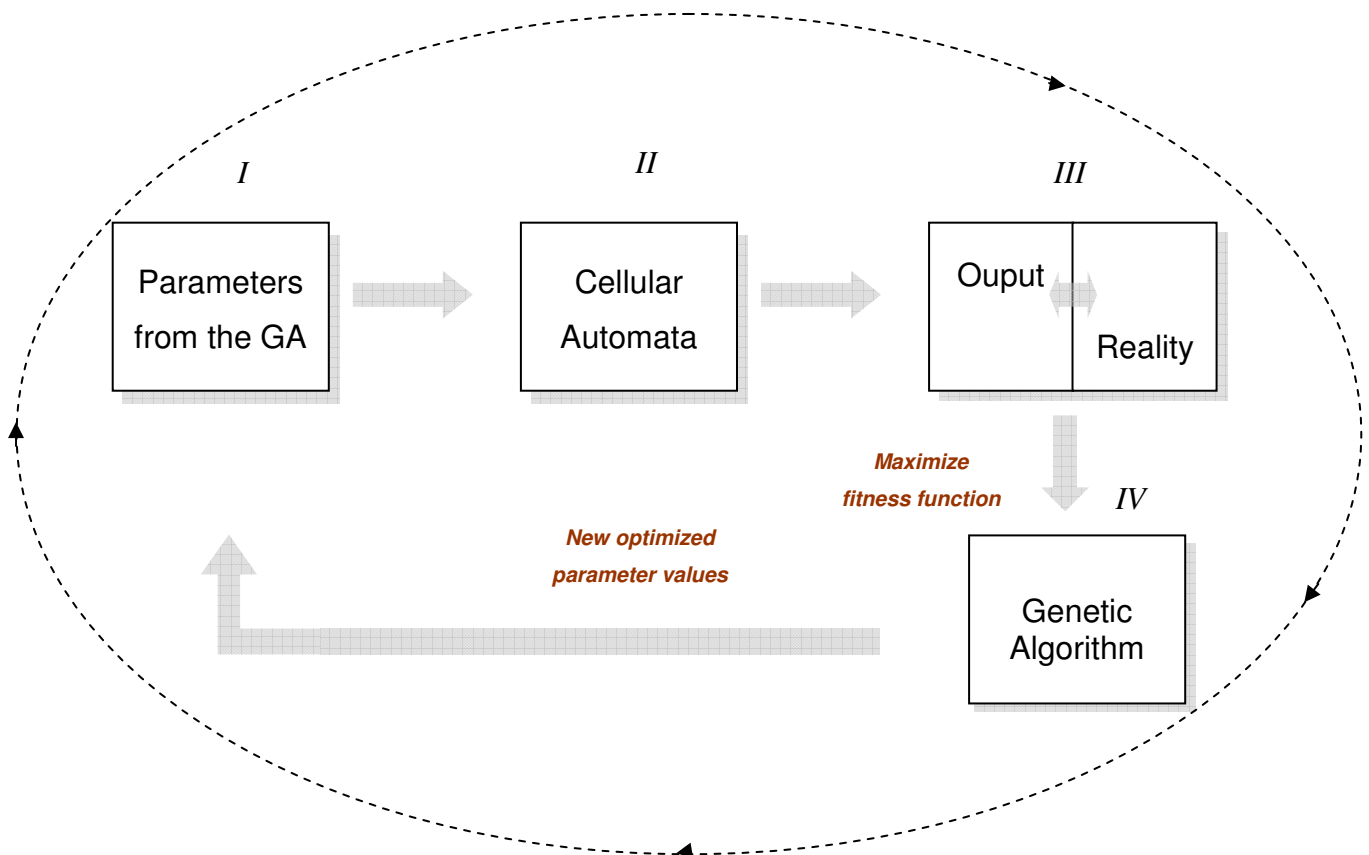 I
II
III
Parameters
from the GA
Cellular
Automata
Ouput
Reality
Maximize
fitness function
IV
New optimized
parameter values
Genetic
Algorithm